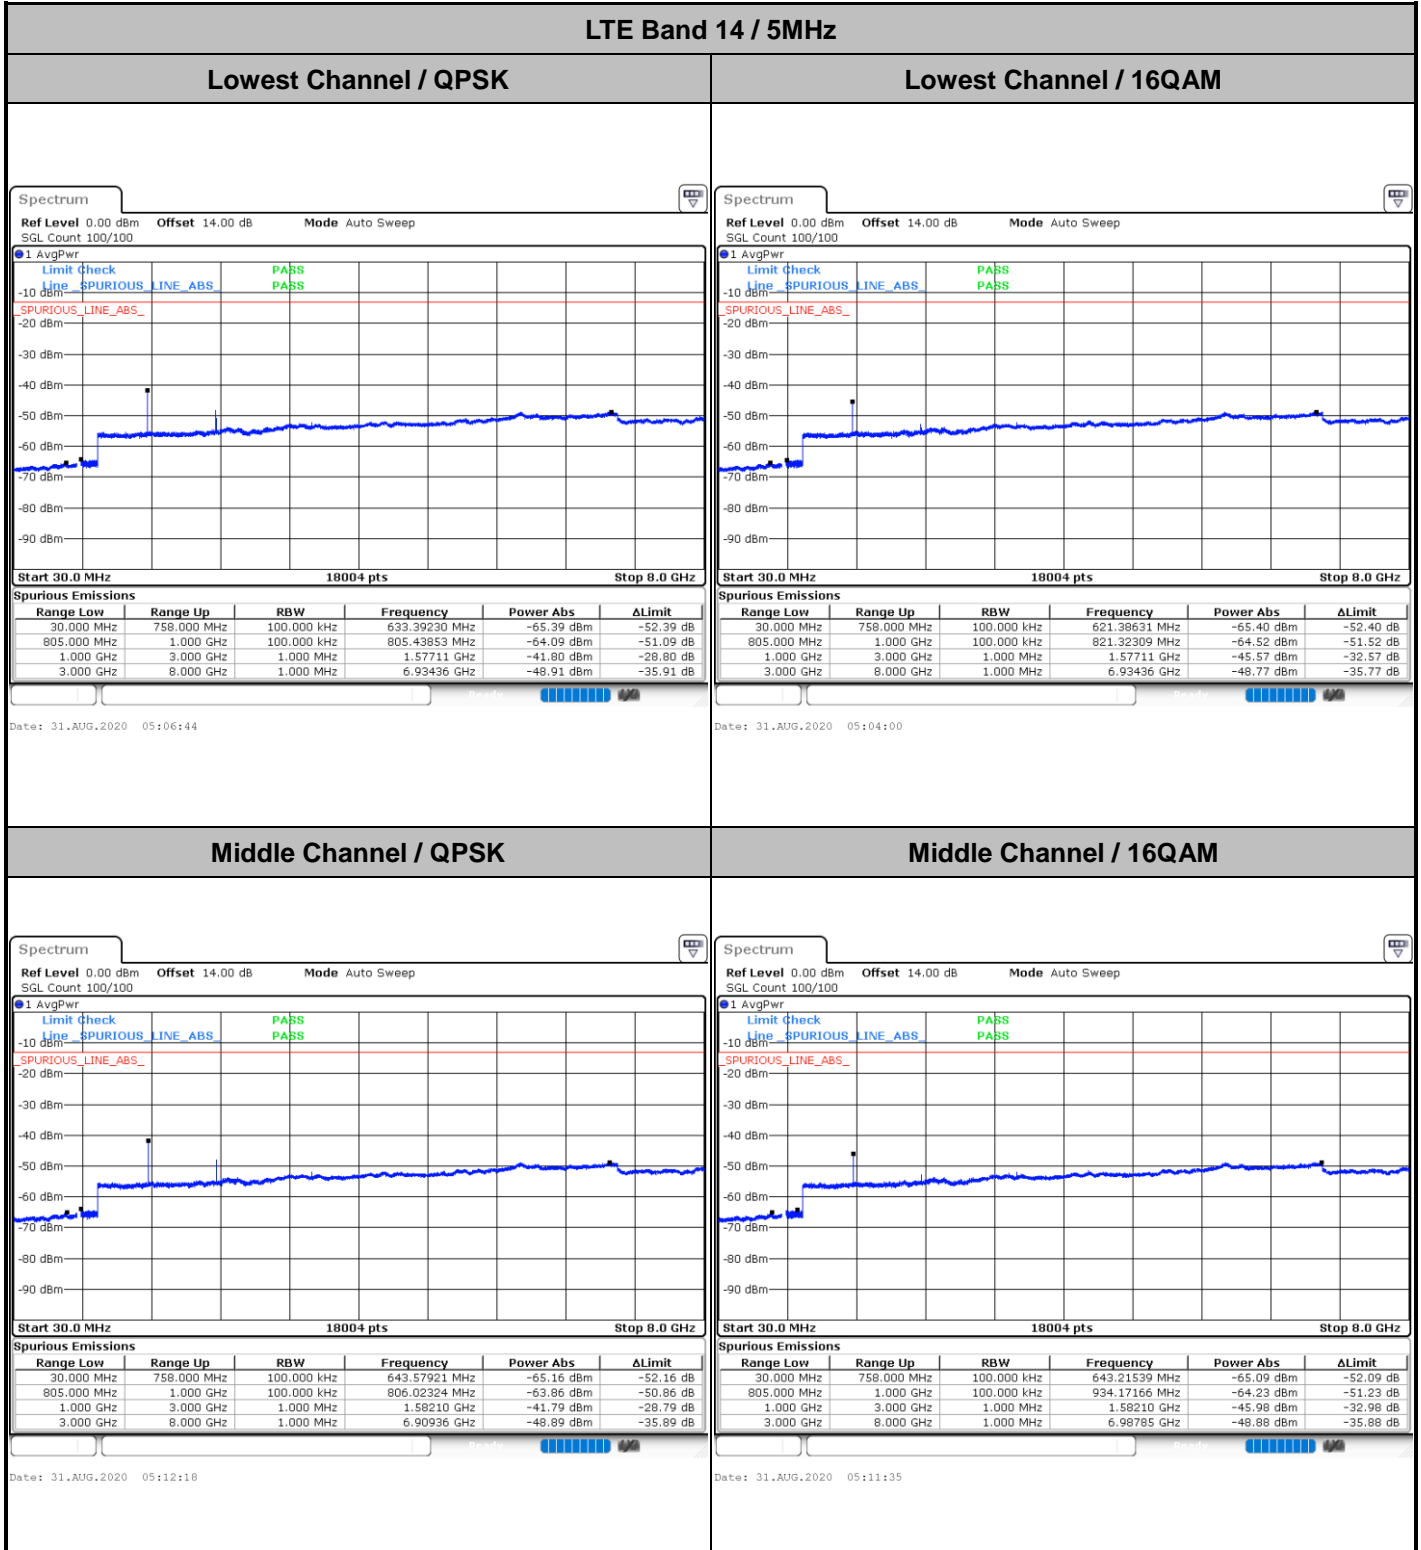 LTE Band 14 / 5MHz
Lowest Channel / QPSK
Lowest Channel / 16QAM
Spectrum
Ref Level 0.00 dBm Offset 14.00 dB Mode Auto Sweep
SGL Count 100/100
1 AvgPwr
Limit Check PASS
Line _SPURIOUS_LINE_ABS_ PASS
-10 dBm
_SPURIOUS_LINE_ABS_
-20 dBm
-30 dBm
-40 dBm
-50 dBm
-60 dBm
-70 dBm
-80 dBm
-90 dBm
Start 30.0 MHz 18004 pts Stop 8.0 GHz
Spurious Emissions
Range Low Range Up RBW Frequency Power Abs ΔLimit
30.000 MHz 758.000 MHz 100.000 kHz 633.39230 MHz -65.39 dBm -52.39 dB
805.000 MHz 1.000 GHz 100.000 kHz 805.43853 MHz -64.09 dBm -51.09 dB
1.000 GHz 3.000 GHz 1.000 MHz 1.57711 GHz -41.80 dBm -28.80 dB
3.000 GHz 8.000 GHz 1.000 MHz 6.93436 GHz -48.91 dBm -35.91 dB
Date: 31.AUG.2020 05:06:44
Spectrum
Ref Level 0.00 dBm Offset 14.00 dB Mode Auto Sweep
SGL Count 100/100
1 AvgPwr
Limit Check PASS
Line _SPURIOUS_LINE_ABS_ PASS
-10 dBm
_SPURIOUS_LINE_ABS_
-20 dBm
-30 dBm
-40 dBm
-50 dBm
-60 dBm
-70 dBm
-80 dBm
-90 dBm
Start 30.0 MHz 18004 pts Stop 8.0 GHz
Spurious Emissions
Range Low Range Up RBW Frequency Power Abs ΔLimit
30.000 MHz 758.000 MHz 100.000 kHz 621.38631 MHz -65.40 dBm -52.40 dB
805.000 MHz 1.000 GHz 100.000 kHz 821.32309 MHz -64.52 dBm -51.52 dB
1.000 GHz 3.000 GHz 1.000 MHz 1.57711 GHz -45.57 dBm -32.57 dB
3.000 GHz 8.000 GHz 1.000 MHz 6.93436 GHz -48.77 dBm -35.77 dB
Date: 31.AUG.2020 05:04:00
Middle Channel / QPSK
Middle Channel / 16QAM
Spectrum
Ref Level 0.00 dBm Offset 14.00 dB Mode Auto Sweep
SGL Count 100/100
1 AvgPwr
Limit Check PASS
Line _SPURIOUS_LINE_ABS_ PASS
-10 dBm
_SPURIOUS_LINE_ABS_
-20 dBm
-30 dBm
-40 dBm
-50 dBm
-60 dBm
-70 dBm
-80 dBm
-90 dBm
Start 30.0 MHz 18004 pts Stop 8.0 GHz
Spurious Emissions
Range Low Range Up RBW Frequency Power Abs ΔLimit
30.000 MHz 758.000 MHz 100.000 kHz 643.57921 MHz -65.16 dBm -52.16 dB
805.000 MHz 1.000 GHz 100.000 kHz 806.02324 MHz -63.86 dBm -50.86 dB
1.000 GHz 3.000 GHz 1.000 MHz 1.58210 GHz -41.79 dBm -28.79 dB
3.000 GHz 8.000 GHz 1.000 MHz 6.90936 GHz -48.89 dBm -35.89 dB
Date: 31.AUG.2020 05:12:18
Spectrum
Ref Level 0.00 dBm Offset 14.00 dB Mode Auto Sweep
SGL Count 100/100
1 AvgPwr
Limit Check PASS
Line _SPURIOUS_LINE_ABS_ PASS
-10 dBm
_SPURIOUS_LINE_ABS_
-20 dBm
-30 dBm
-40 dBm
-50 dBm
-60 dBm
-70 dBm
-80 dBm
-90 dBm
Start 30.0 MHz 18004 pts Stop 8.0 GHz
Spurious Emissions
Range Low Range Up RBW Frequency Power Abs ΔLimit
30.000 MHz 758.000 MHz 100.000 kHz 643.21539 MHz -65.09 dBm -52.09 dB
805.000 MHz 1.000 GHz 100.000 kHz 934.17166 MHz -64.23 dBm -51.23 dB
1.000 GHz 3.000 GHz 1.000 MHz 1.58210 GHz -45.98 dBm -32.98 dB
3.000 GHz 8.000 GHz 1.000 MHz 6.98785 GHz -48.88 dBm -35.88 dB
Date: 31.AUG.2020 05:11:35